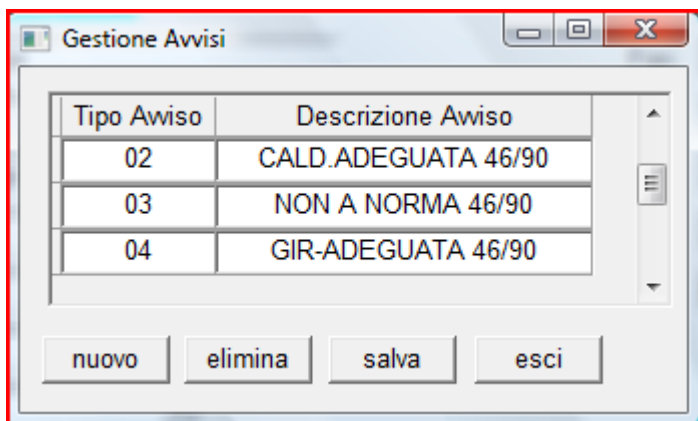 Gestione Avvisi
Tipo Avviso Descrizione Avviso
02 CALD.ADEGUATA 46/90
03 NON A NORMA 46/90
04 GIR-ADEGUATA 46/90
nuovo elimina salva esci